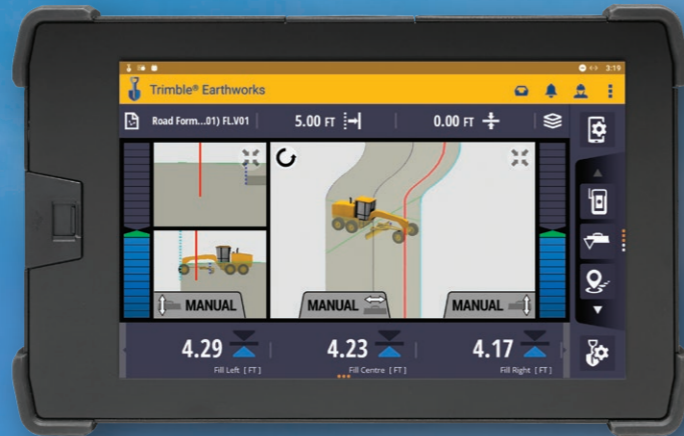 3:19
Trimble® Earthworks
Road Form...01) FL.V01
5.00 FT
0.00 FT
MANUAL
MANUAL
MANUAL
4.29
4.23
4.17
Fill Left [FT]
Fill Centre [FT]
Fill Right [FT]